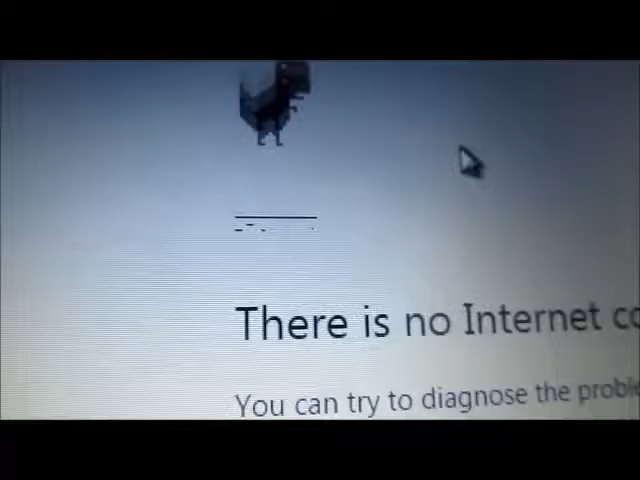 There is no Internet
You can try to diagnose the